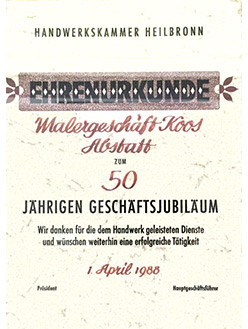 HANDWERKSKAMMER HEILBRONN
EHRENURKUNDE
Malergeschäft-Koos
Abstatt
ZUM
50
JÄHRIGEN GESCHÄFTSJUBILÄUM
Wir danken für die dem Handwerk geleisteten Dienste
und wünschen weiterhin eine erfolgreiche Tätigkeit
1. April 1988
Präsident Hauptgeschäftsführer